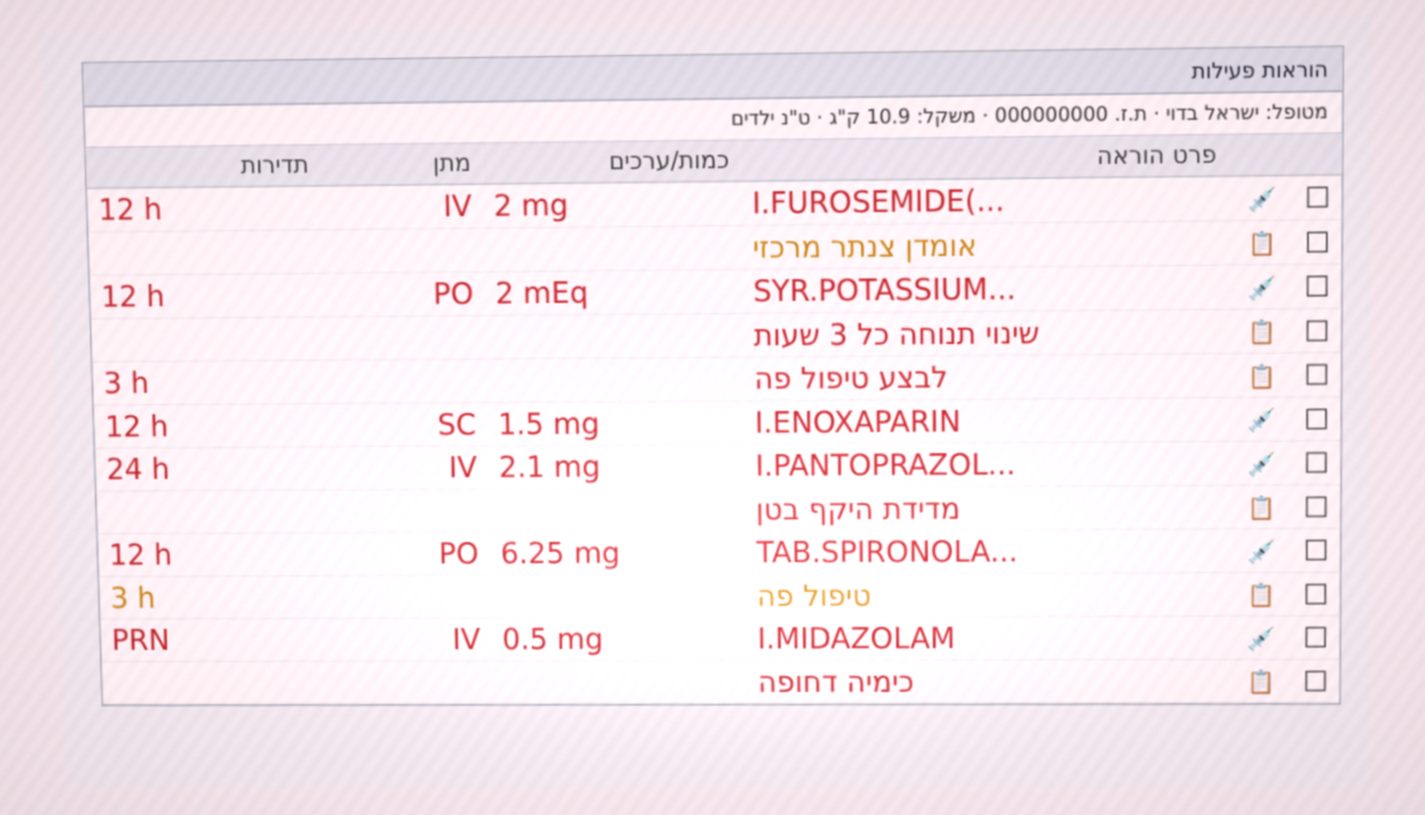 הוראות פעילות
מטופל: ישראל בדוי · ת.ז. 000000000 · משקל: 10.9 ק"ג · ט"נ ילדים
פרט הוראה כמות/ערכים מתן תדירות
I.FUROSEMIDE(... 2 mg IV 12 h
אומדן צנתר מרכזי
SYR.POTASSIUM... 2 mEq PO 12 h
שינוי תנוחה כל 3 שעות
לבצע טיפול פה 3 h
I.ENOXAPARIN 1.5 mg SC 12 h
I.PANTOPRAZOL... 2.1 mg IV 24 h
מדידת היקף בטן
TAB.SPIRONOLA... 6.25 mg PO 12 h
טיפול פה 3 h
I.MIDAZOLAM 0.5 mg IV PRN
כימיה דחופה